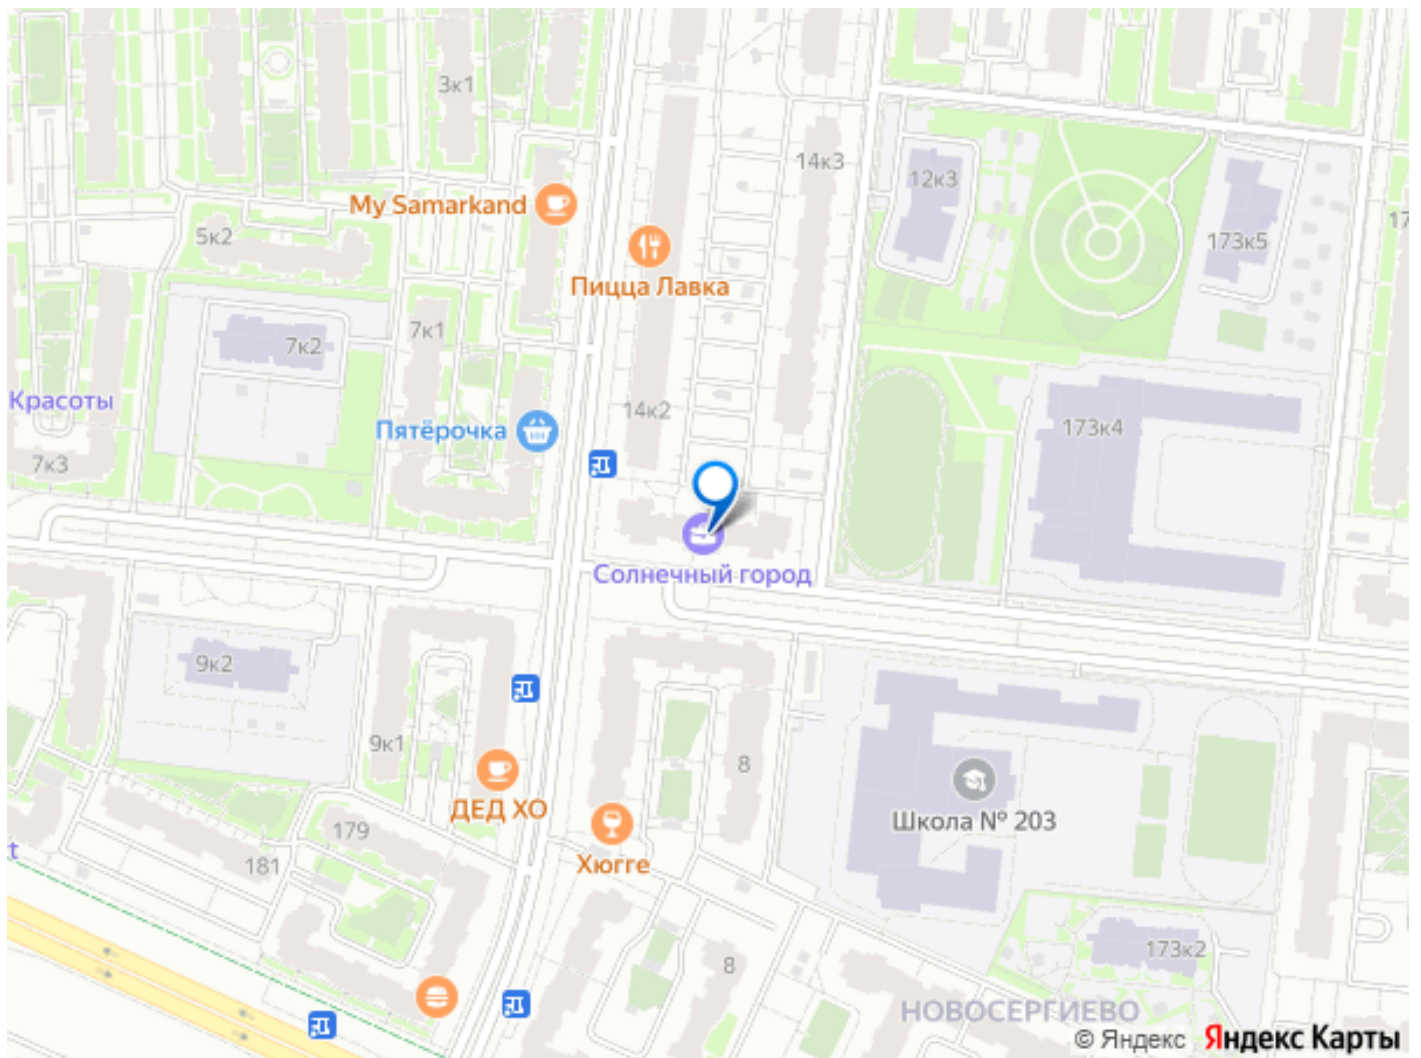 3к1
14к3
12к3
My Samarkand
17
5к2
173к5
Пицца Лавка
7к1
7к2
Красоты
14к2
173к4
Пятёрочка
7к3
Солнечный город
9к2
9к1
8
ДЕД ХО
Школа № 203
179
t
181
Хюгге
173к2
8
НОВОСЕРГИЕВО
© Яндекс Яндекс Карты